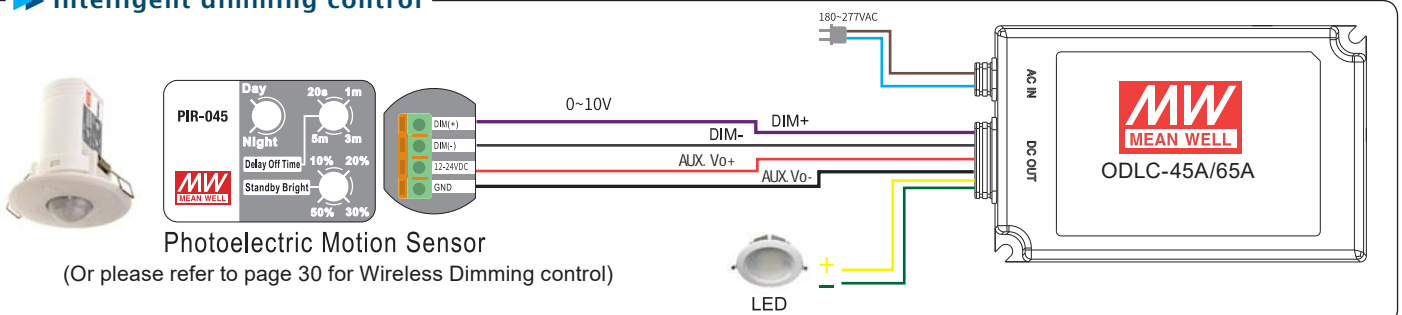 Intelligent dimming control
180~277VAC
AC IN
DC OUT
MW
MEAN WELL
ODLC-45A/65A
PIR-045
Day
Night
20s 1m
5m 3m
Delay Off Time
10% 20%
Standby Bright
50% 30%
MW
MEAN WELL
DIM(+)
DIM(-)
12-24VDC
GND
0~10V
DIM+
DIM-
AUX. Vo+
AUX. Vo-
Photoelectric Motion Sensor
(Or please refer to page 30 for Wireless Dimming control)
+
−
LED